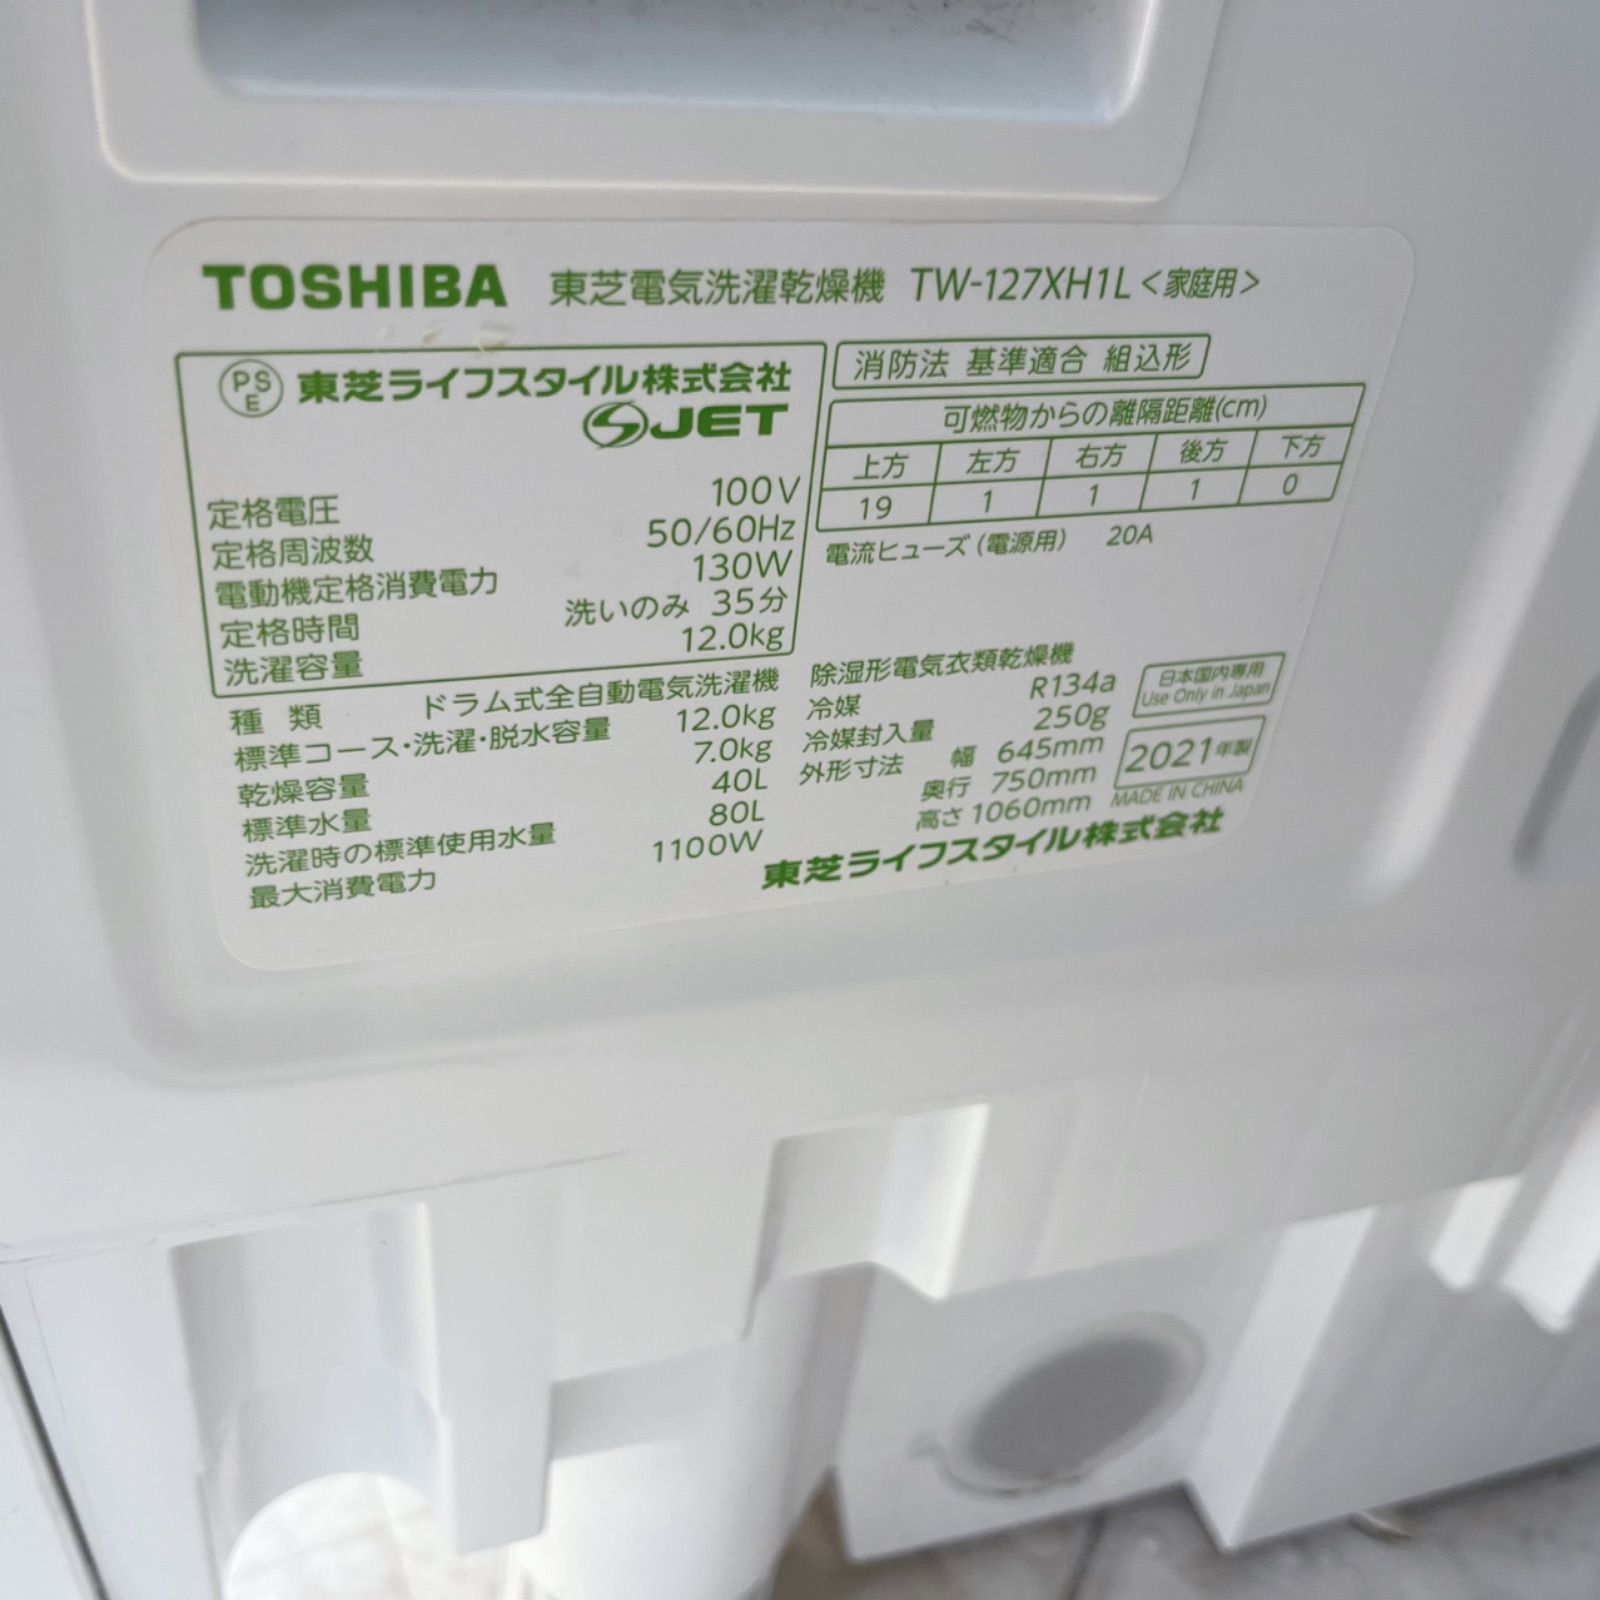 TOSHIBA 東芝電気洗濯乾燥機 TW-127XH1L <家庭用>
PSE 東芝ライフスタイル株式会社
JET
定格電圧 100V
定格周波数 50/60Hz
電動機定格消費電力 130W
定格時間 洗いのみ 35分
洗濯容量 12.0kg
種 類 ドラム式全自動電気洗濯機
標準コース・洗濯・脱水容量 12.0kg
乾燥容量 7.0kg
標準水量 40L
洗濯時の標準使用水量 80L
最大消費電力 1100W
消防法 基準適合 組込形
可燃物からの離隔距離(cm)
上方 左方 右方 後方 下方
19 1 1 1 0
電流ヒューズ(電源用) 20A
除湿形電気衣類乾燥機
冷媒 R134a
冷媒封入量 250g
外形寸法 幅 645mm
奥行 750mm
高さ 1060mm
日本国内専用
Use Only in Japan
2021年製
MADE IN CHINA
東芝ライフスタイル株式会社